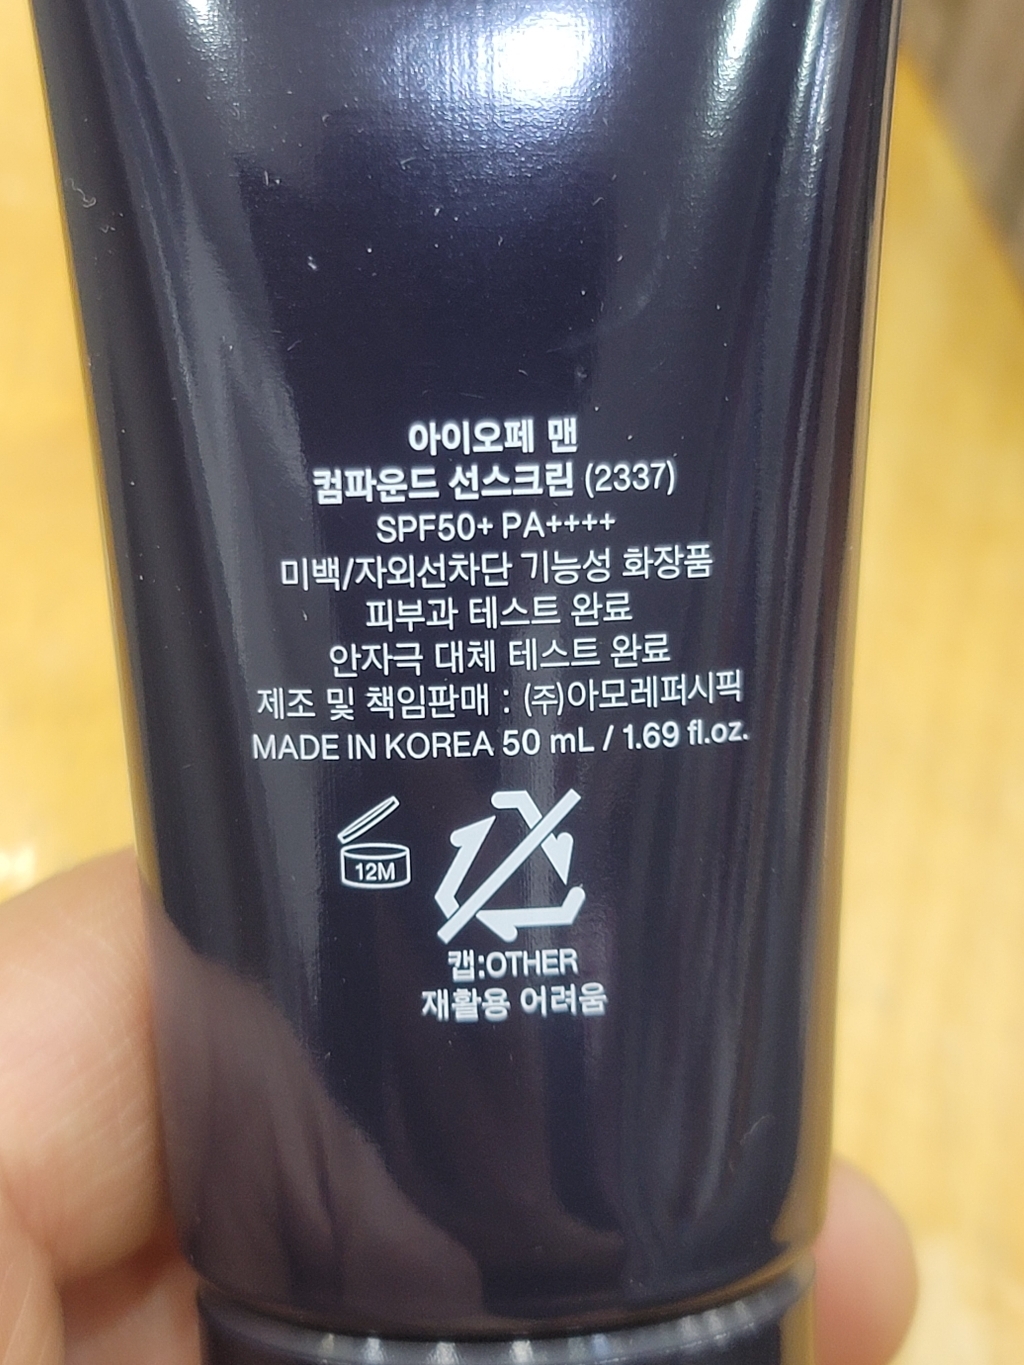 아이오페 맨
컴파운드 선스크린 (2337)
SPF50+ PA++++
미백/자외선차단 기능성 화장품
피부과 테스트 완료
안자극 대체 테스트 완료
제조 및 책임판매 : (주)아모레퍼시픽
MADE IN KOREA 50 mL / 1.69 fl.oz.
12M
캡:OTHER
재활용 어려움